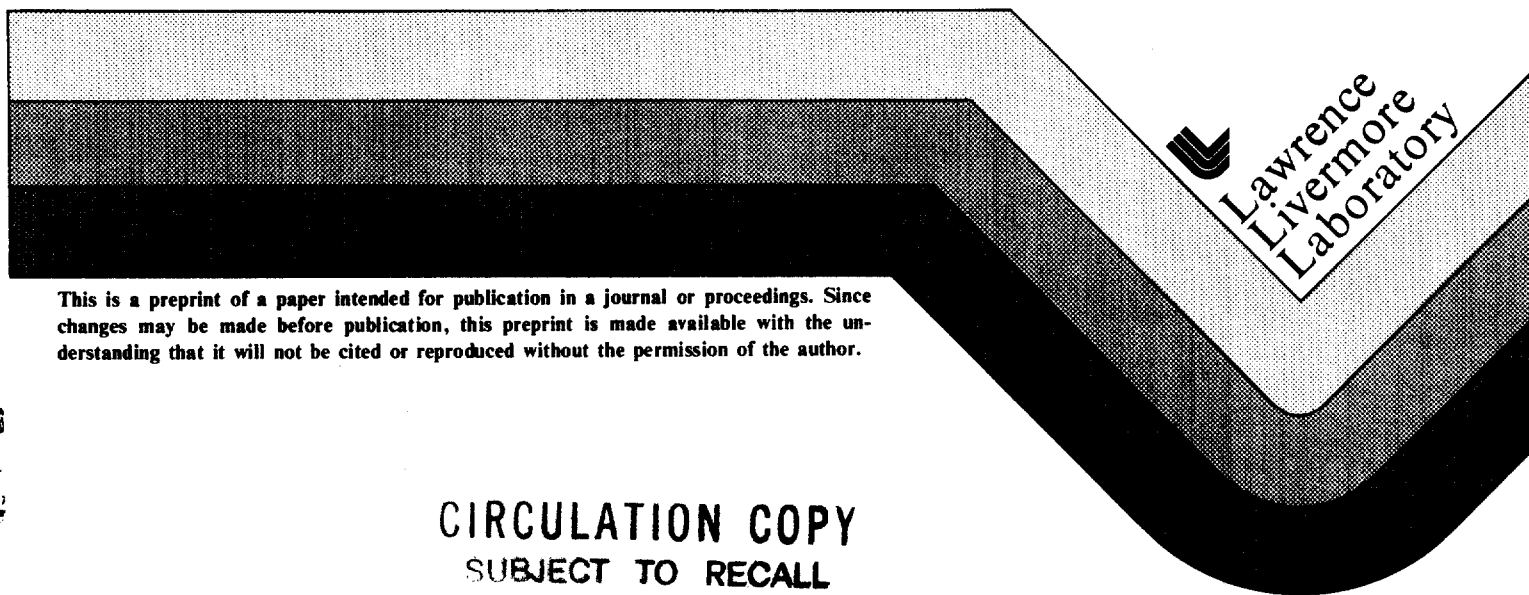 Lawrence
Livermore
Laboratory
This is a preprint of a paper intended for publication in a journal or proceedings. Since
changes may be made before publication, this preprint is made available with the un-
derstanding that it will not be cited or reproduced without the permission of the author.
CIRCULATION COPY
SUBJECT TO RECALL